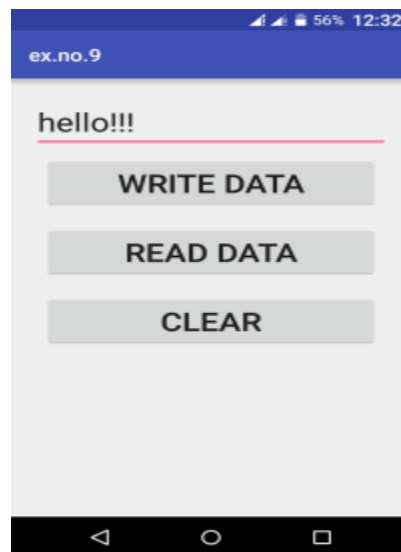 56% 12:32
ex.no.9
hello!!!
WRITE DATA
READ DATA
CLEAR